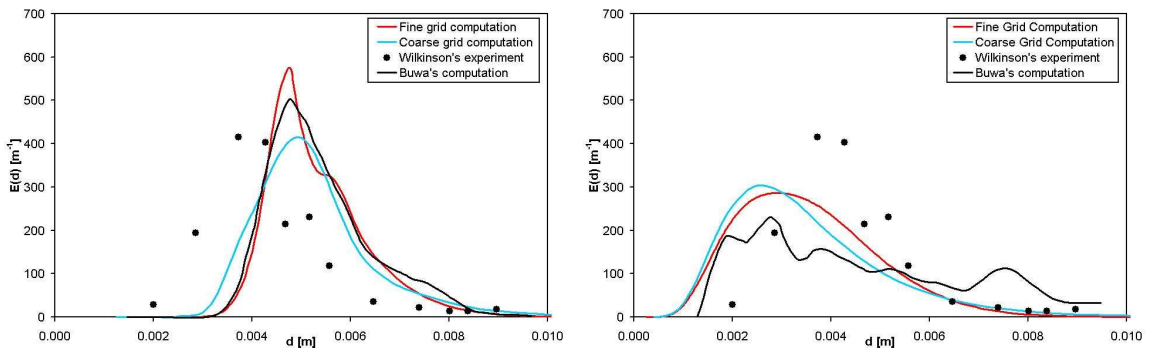 700
600
500
400
300
200
100
0
E(d) [m⁻¹]
0.000 0.002 0.004 0.006 0.008 0.010
d [m]
Fine grid computation
Coarse grid computation
Wilkinson's experiment
Buwa's computation
700
600
500
400
300
200
100
0
E(d) [m⁻¹]
0.000 0.002 0.004 0.006 0.008 0.010
d [m]
Fine Grid Computation
Coarse Grid Computation
Wilkinson's experiment
Buwa's computation